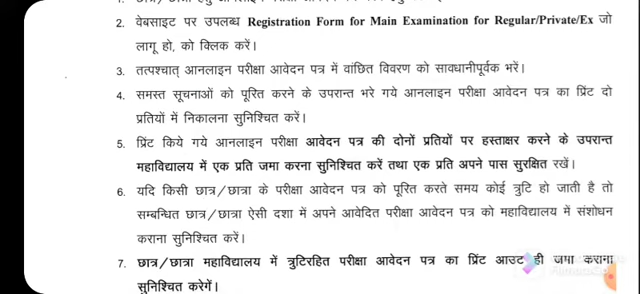 2. वेबसाइट पर उपलब्ध Registration Form for Main Examination for Regular/Private/Ex जो
लागू हो, को क्लिक करें।
3. तत्पश्चात् आनलाइन परीक्षा आवेदन पत्र में वांछित विवरण को सावधानीपूर्वक भरें।
4. समस्त सूचनाओं को पूरित करने के उपरान्त भरे गये आनलाइन परीक्षा आवेदन पत्र का प्रिंट दो
प्रतियों में निकालना सुनिश्चित करें।
5. प्रिंट किये गये आनलाइन परीक्षा आवेदन पत्र की दोनों प्रतियों पर हस्ताक्षर करने के उपरान्त
महाविद्यालय में एक प्रति जमा करना सुनिश्चित करें तथा एक प्रति अपने पास सुरक्षित रखें।
6. यदि किसी छात्र/छात्रा के परीक्षा आवेदन पत्र को पूरित करते समय कोई त्रुटि हो जाती है तो
सम्बन्धित छात्र/छात्रा ऐसी दशा में अपने आवेदित परीक्षा आवेदन पत्र को महाविद्यालय में संशोधन
कराना सुनिश्चित करें।
7. छात्र/छात्रा महाविद्यालय में त्रुटिरहित परीक्षा आवेदन पत्र का प्रिंट आउट ही जमा कराना
सुनिश्चित करेगें।